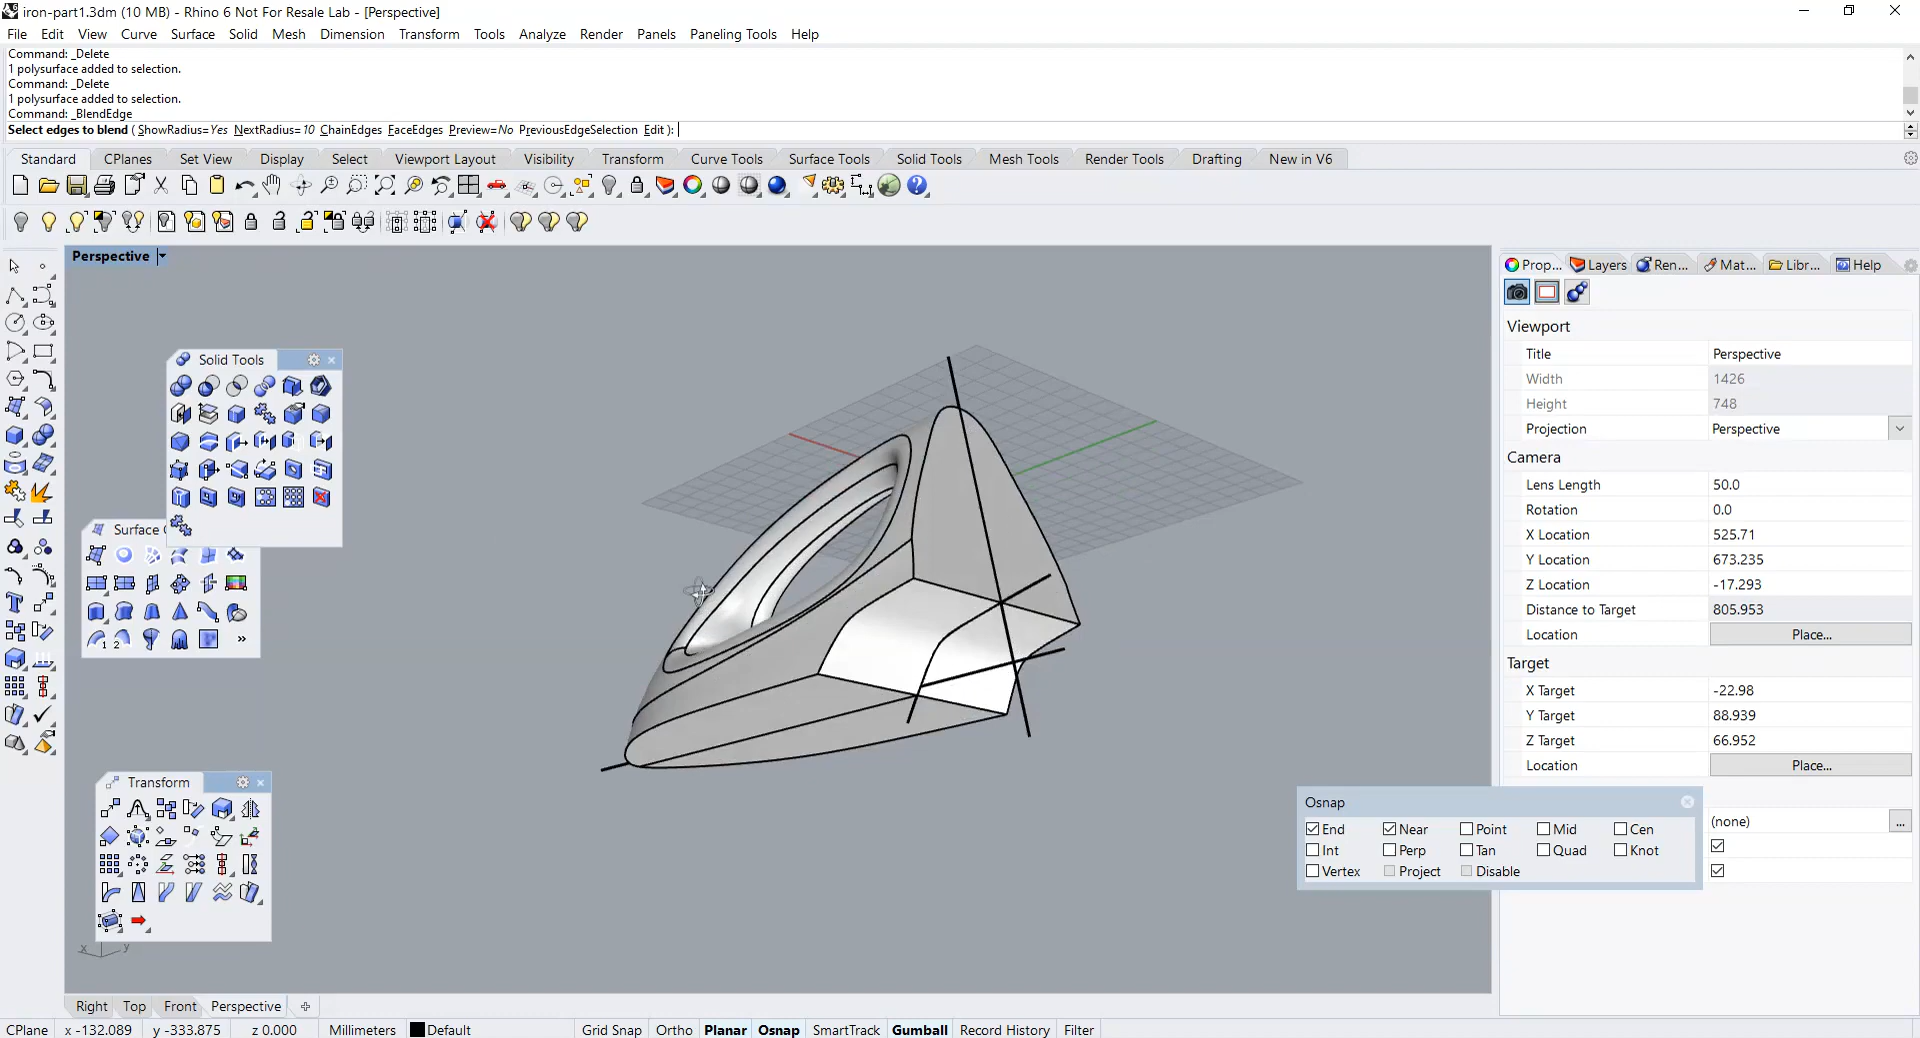 iron-part1.3dm (10 MB) - Rhino 6 Not For Resale Lab - [Perspective]
File Edit View Curve Surface Solid Mesh Dimension Transform Tools Analyze Render Panels Paneling Tools Help
Command: _Delete
1 polysurface added to selection.
Command: _Delete
1 polysurface added to selection.
Command: _BlendEdge
Select edges to blend ( ShowRadius=Yes NextRadius=10 ChainEdges FaceEdges Preview=No PreviousEdgeSelection Edit ):
Standard CPlanes Set View Display Select Viewport Layout Visibility Transform Curve Tools Surface Tools Solid Tools Mesh Tools Render Tools Drafting New in V6
Perspective
Prop... Layers Ren... Mat... Libr... Help
Viewport
Title Perspective
Width 1426
Height 748
Projection Perspective
Camera
Lens Length 50.0
Rotation 0.0
X Location 525.71
Y Location 673.235
Z Location -17.293
Distance to Target 805.953
Location Place...
Target
X Target -22.98
Y Target 88.939
Z Target 66.952
Location Place...
(none) ...
Solid Tools
Surface
1 2 »
Transform
x y
Osnap
End Near Point Mid Cen
Int Perp Tan Quad Knot
Vertex Project Disable
Right Top Front Perspective
CPlane x -132.089 y -333.875 z 0.000 Millimeters Default Grid Snap Ortho Planar Osnap SmartTrack Gumball Record History Filter